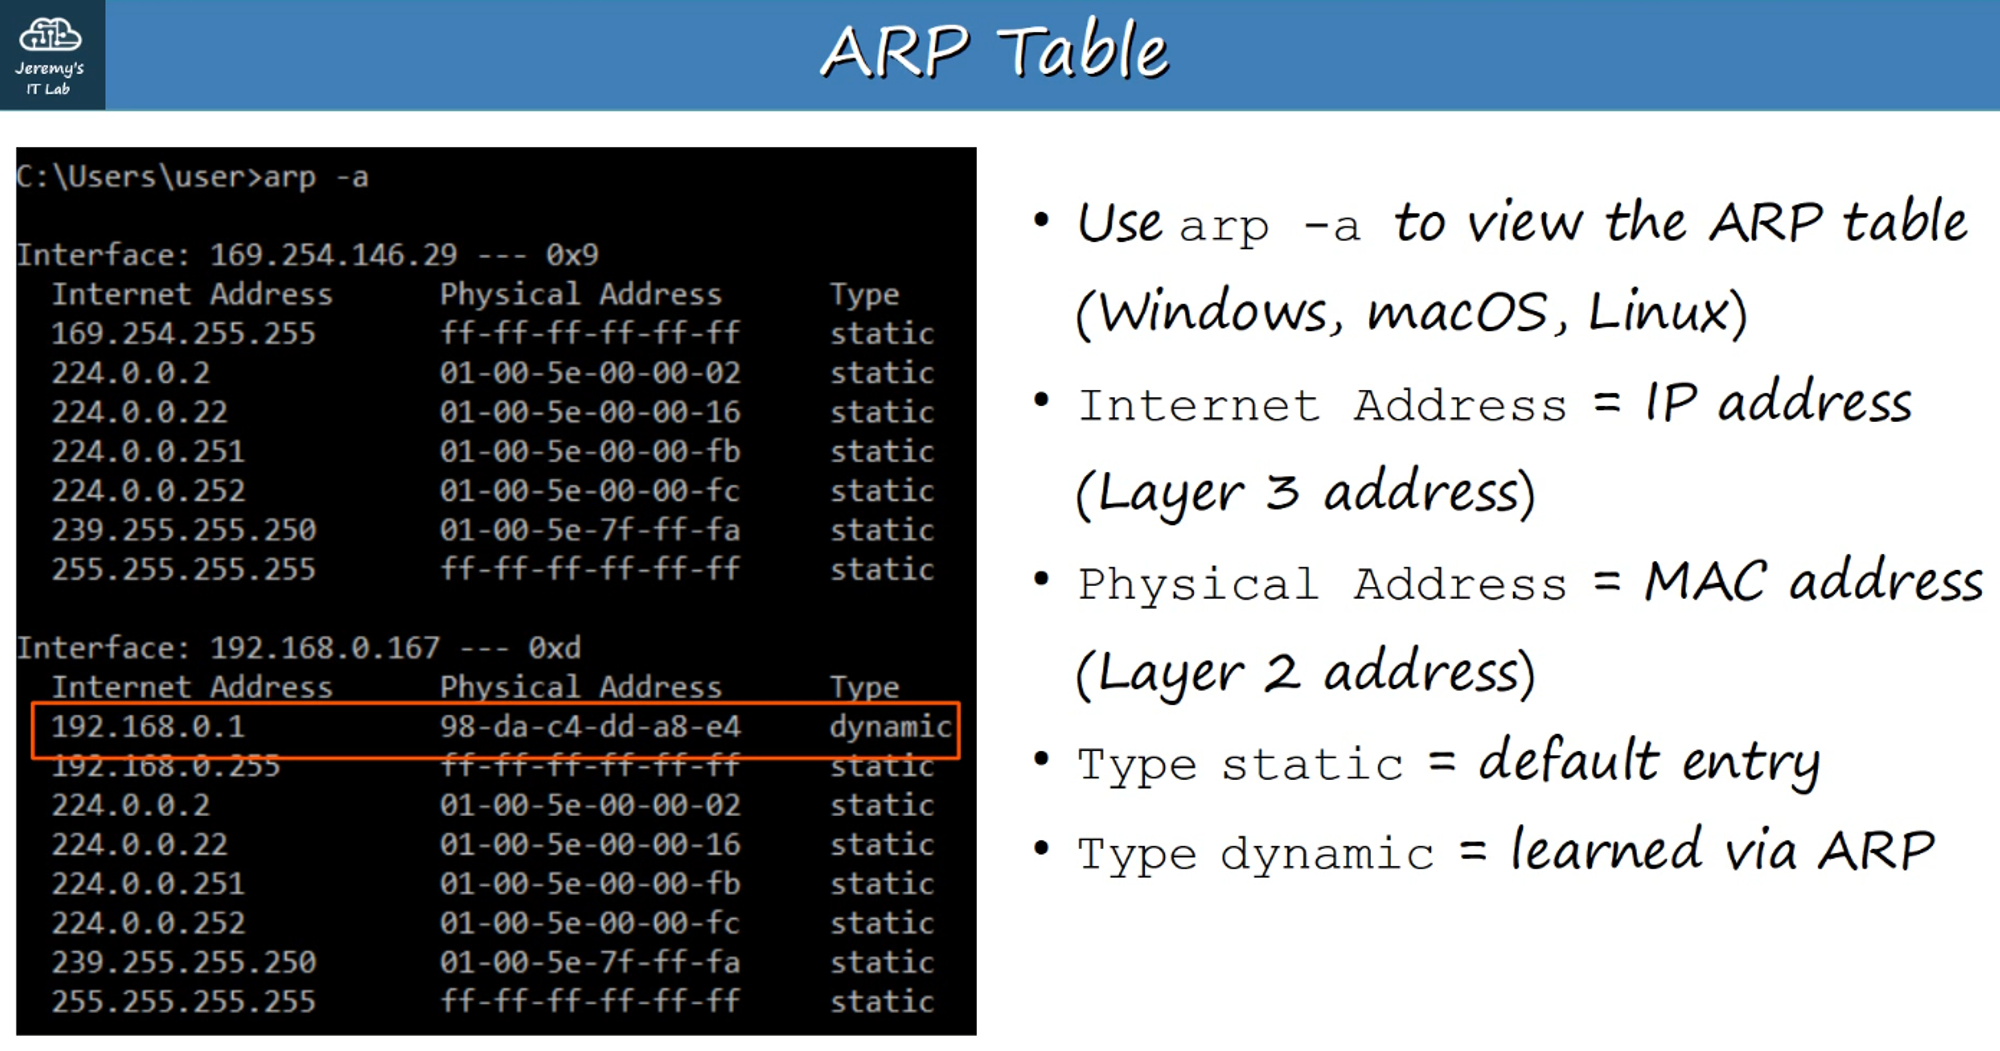 Jeremy's
IT Lab
ARP Table
C:\Users\user>arp -a
Interface: 169.254.146.29 --- 0x9
Internet Address Physical Address Type
169.254.255.255 ff-ff-ff-ff-ff-ff static
224.0.0.2 01-00-5e-00-00-02 static
224.0.0.22 01-00-5e-00-00-16 static
224.0.0.251 01-00-5e-00-00-fb static
224.0.0.252 01-00-5e-00-00-fc static
239.255.255.250 01-00-5e-7f-ff-fa static
255.255.255.255 ff-ff-ff-ff-ff-ff static
Interface: 192.168.0.167 --- 0xd
Internet Address Physical Address Type
192.168.0.1 98-da-c4-dd-a8-e4 dynamic
192.168.0.255 ff-ff-ff-ff-ff-ff static
224.0.0.2 01-00-5e-00-00-02 static
224.0.0.22 01-00-5e-00-00-16 static
224.0.0.251 01-00-5e-00-00-fb static
224.0.0.252 01-00-5e-00-00-fc static
239.255.255.250 01-00-5e-7f-ff-fa static
255.255.255.255 ff-ff-ff-ff-ff-ff static
• Use arp -a to view the ARP table
(Windows, macOS, Linux)
• Internet Address = IP address
(Layer 3 address)
• Physical Address = MAC address
(Layer 2 address)
• Type static = default entry
• Type dynamic = learned via ARP